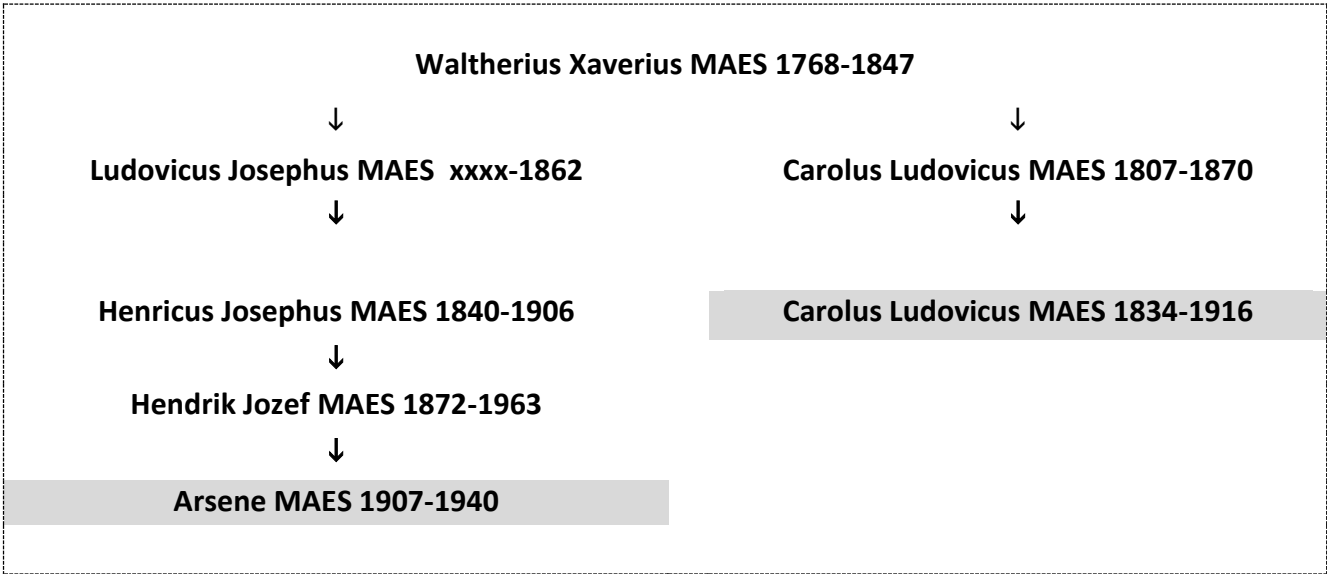 Waltherius Xaverius MAES 1768-1847
↓ ↓
Ludovicus Josephus MAES xxxx-1862 Carolus Ludovicus MAES 1807-1870
↓ ↓
Henricus Josephus MAES 1840-1906 Carolus Ludovicus MAES 1834-1916
↓
Hendrik Jozef MAES 1872-1963
↓
Arsene MAES 1907-1940